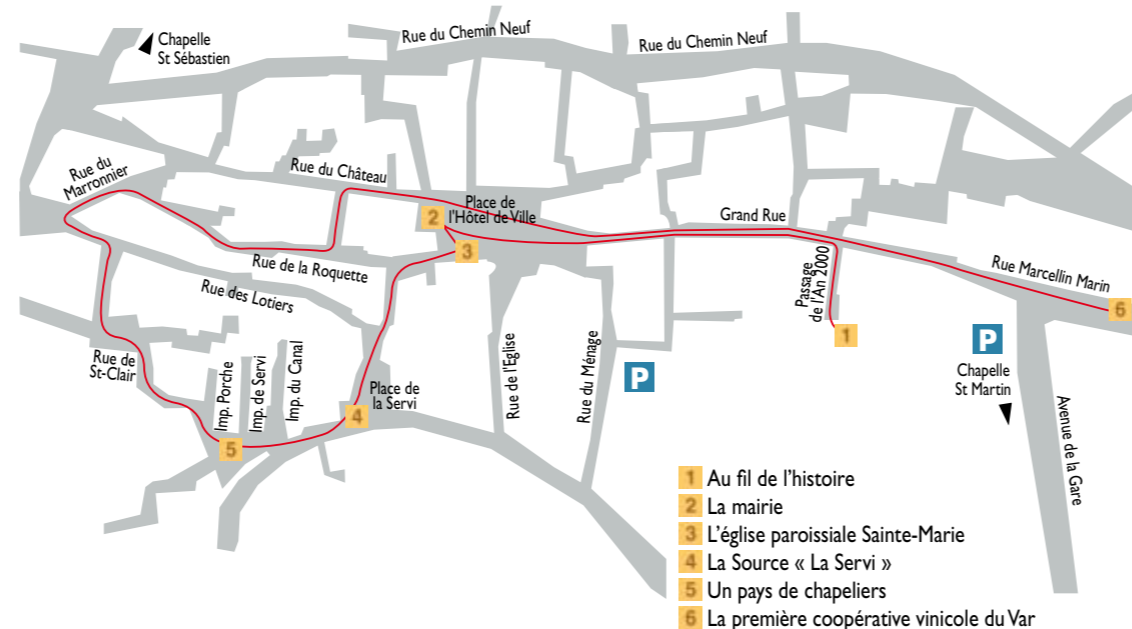 Chapelle
St Sébastien
Rue du Chemin Neuf
Rue du Chemin Neuf
Rue du
Marronnier
Rue du Château
Place de
l'Hôtel de Ville
2
3
Grand Rue
Rue de la Roquette
Rue des Lotiers
Passage
de l'An 2000
Rue Marcellin Marin
6
1
Rue de
St-Clair
Imp. Porche
Imp. de Servi
Imp. du Canal
Place de
la Servi
4
5
Rue de l'Eglise
Rue du Ménage
P
P
Chapelle
St Martin
Avenue de la Gare
1 Au fil de l'histoire
2 La mairie
3 L'église paroissiale Sainte-Marie
4 La Source « La Servi »
5 Un pays de chapeliers
6 La première coopérative vinicole du Var